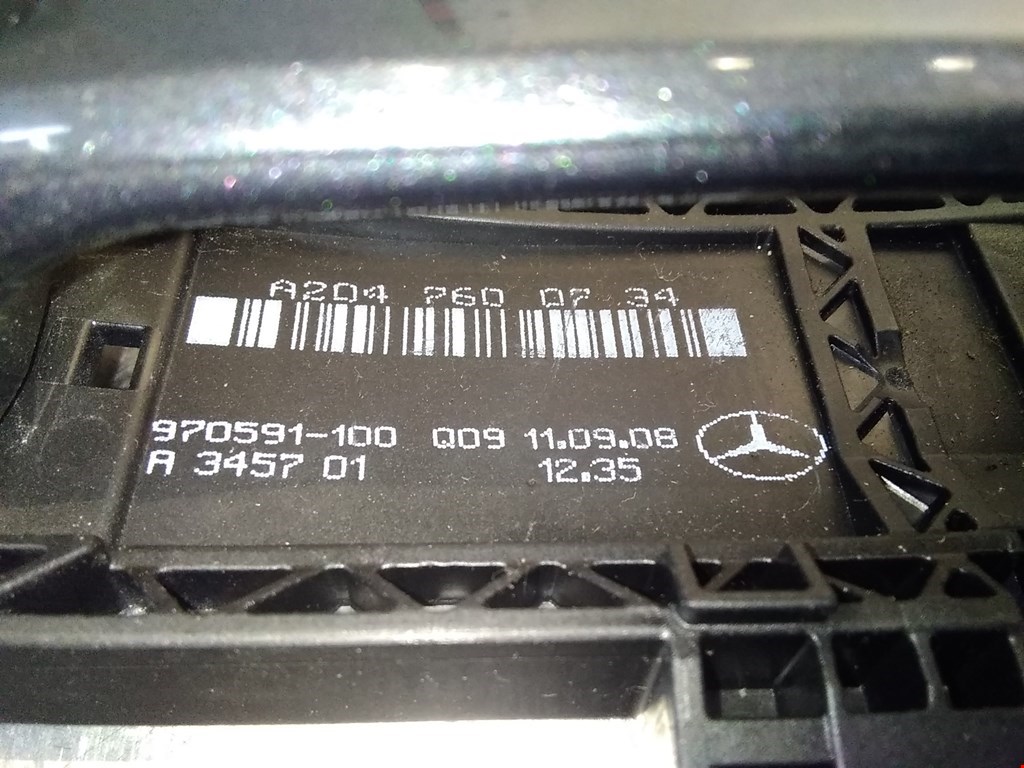 A204 760 07 34
970591-100 Q09 11.09.08
A 3457 01 12.35